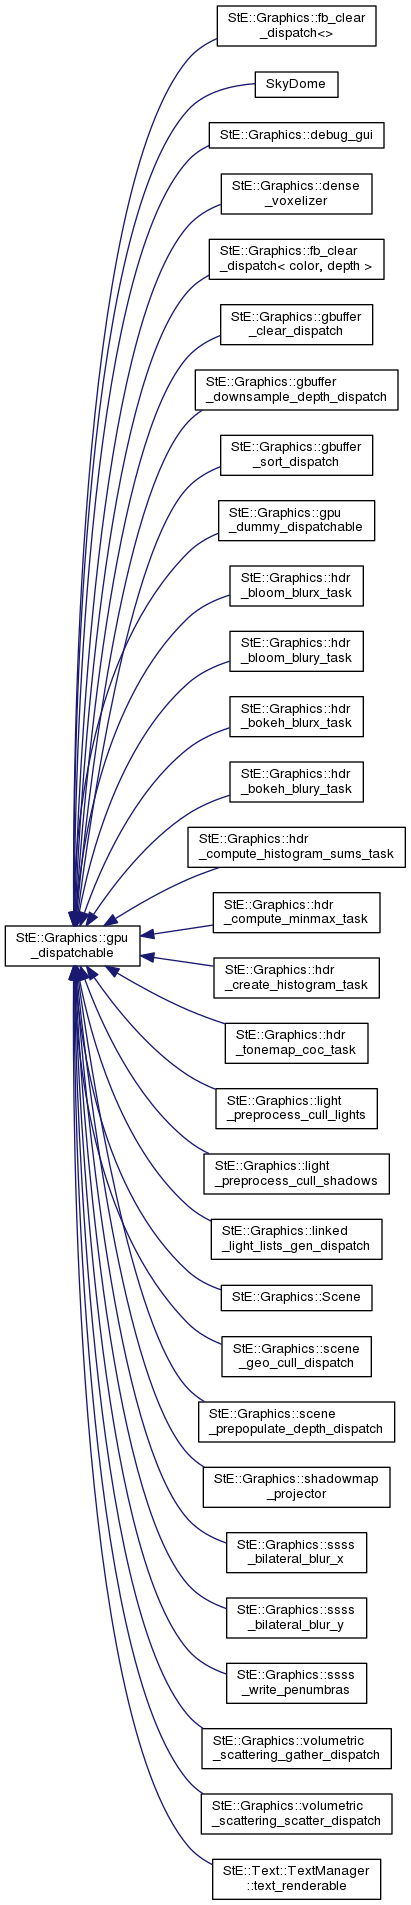 StE::Graphics::fb_clear
_dispatch<>
SkyDome
StE::Graphics::debug_gui
StE::Graphics::dense
_voxelizer
StE::Graphics::fb_clear
_dispatch< color, depth >
StE::Graphics::gbuffer
_clear_dispatch
StE::Graphics::gbuffer
_downsample_depth_dispatch
StE::Graphics::gbuffer
_sort_dispatch
StE::Graphics::gpu
_dummy_dispatchable
StE::Graphics::hdr
_bloom_blurx_task
StE::Graphics::hdr
_bloom_blury_task
StE::Graphics::hdr
_bokeh_blurx_task
StE::Graphics::hdr
_bokeh_blury_task
StE::Graphics::hdr
_compute_histogram_sums_task
StE::Graphics::hdr
_compute_minmax_task
StE::Graphics::gpu
_dispatchable
StE::Graphics::hdr
_create_histogram_task
StE::Graphics::hdr
_tonemap_coc_task
StE::Graphics::light
_preprocess_cull_lights
StE::Graphics::light
_preprocess_cull_shadows
StE::Graphics::linked
_light_lists_gen_dispatch
StE::Graphics::Scene
StE::Graphics::scene
_geo_cull_dispatch
StE::Graphics::scene
_prepopulate_depth_dispatch
StE::Graphics::shadowmap
_projector
StE::Graphics::ssss
_bilateral_blur_x
StE::Graphics::ssss
_bilateral_blur_y
StE::Graphics::ssss
_write_penumbras
StE::Graphics::volumetric
_scattering_gather_dispatch
StE::Graphics::volumetric
_scattering_scatter_dispatch
StE::Text::TextManager
::text_renderable